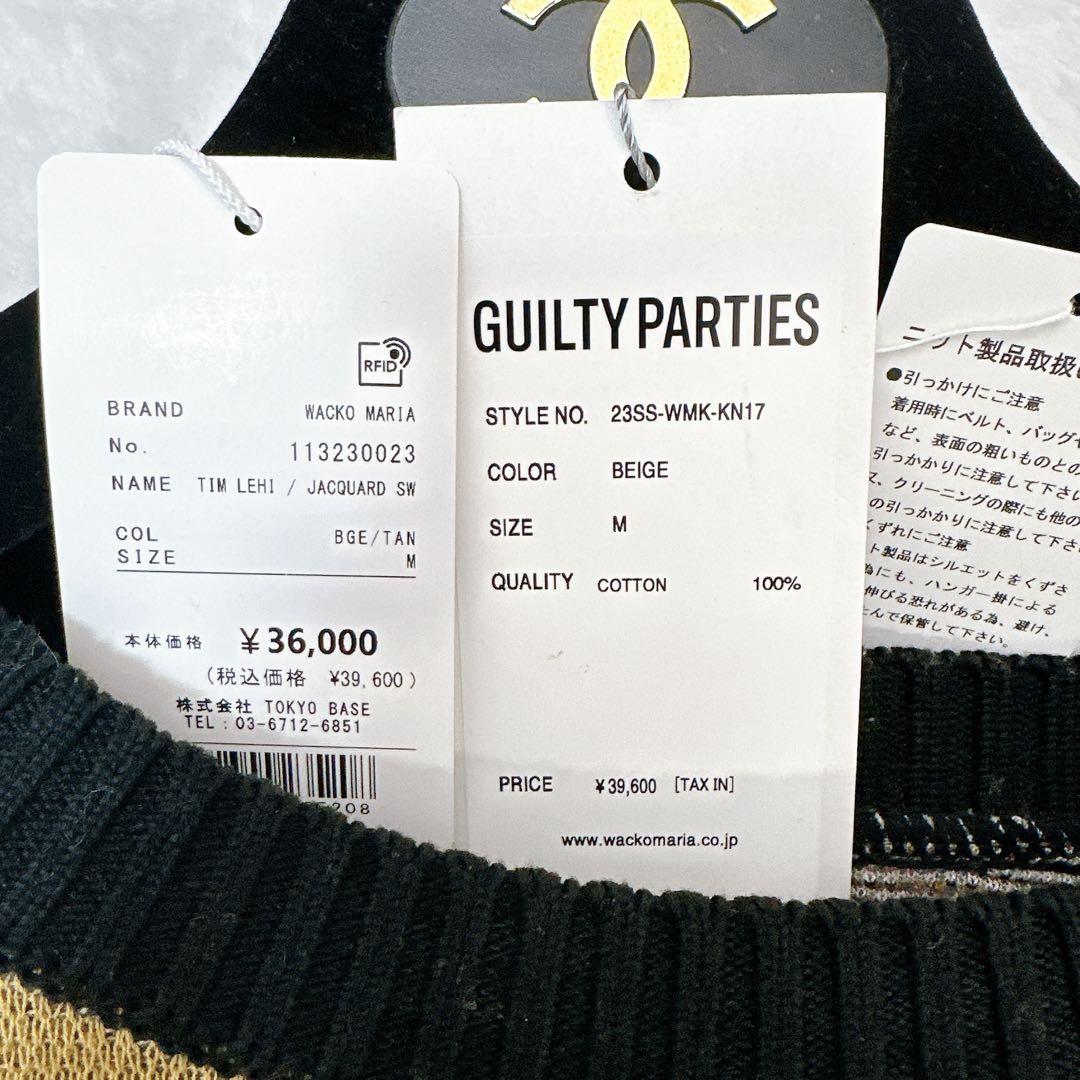 RFID
BRAND WACKO MARIA
No. 113230023
NAME TIM LEHI / JACQUARD SW
COL BGE/TAN
SIZE M
本体価格 ¥36,000
(税込価格 ¥39,600)
株式会社 TOKYO BASE
TEL：03-6712-6851
208
GUILTY PARTIES
STYLE NO. 23SS-WMK-KN17
COLOR BEIGE
SIZE M
QUALITY COTTON 100%
PRICE ¥39,600 [TAX IN]
www.wackomaria.co.jp
ニット製品取扱い
●引っかけにご注意
着用時にベルト、バッグや
など、表面の粗いものとの
引っかかりに注意して下さい
、クリーニングの際にも他の
の引っかかりに注意して下さ
くずれにご注意
ト製品はシルエットをくずさ
為にも、ハンガー掛による
伸びる恐れがある為、避け、
んで保管して下さい。